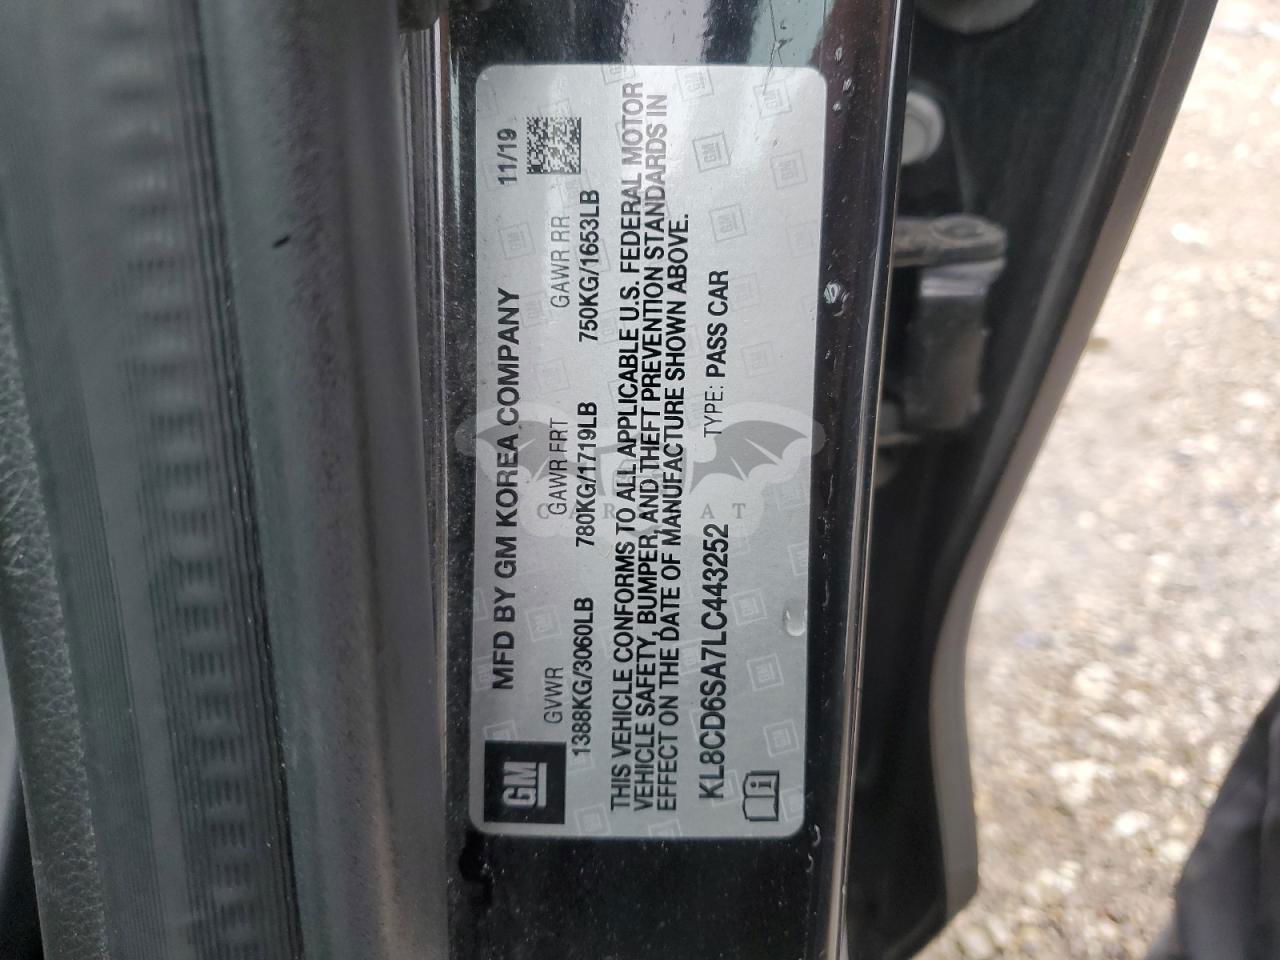 MFD BY GM KOREA COMPANY 11/19
GM
GVWR GAWR FRT GAWR RR
1388KG/3060LB 780KG/1719LB 750KG/1653LB
THIS VEHICLE CONFORMS TO ALL APPLICABLE U.S. FEDERAL MOTOR
VEHICLE SAFETY, BUMPER, AND THEFT PREVENTION STANDARDS IN
EFFECT ON THE DATE OF MANUFACTURE SHOWN ABOVE.
KL8CD6SA7LC443252 TYPE: PASS CAR